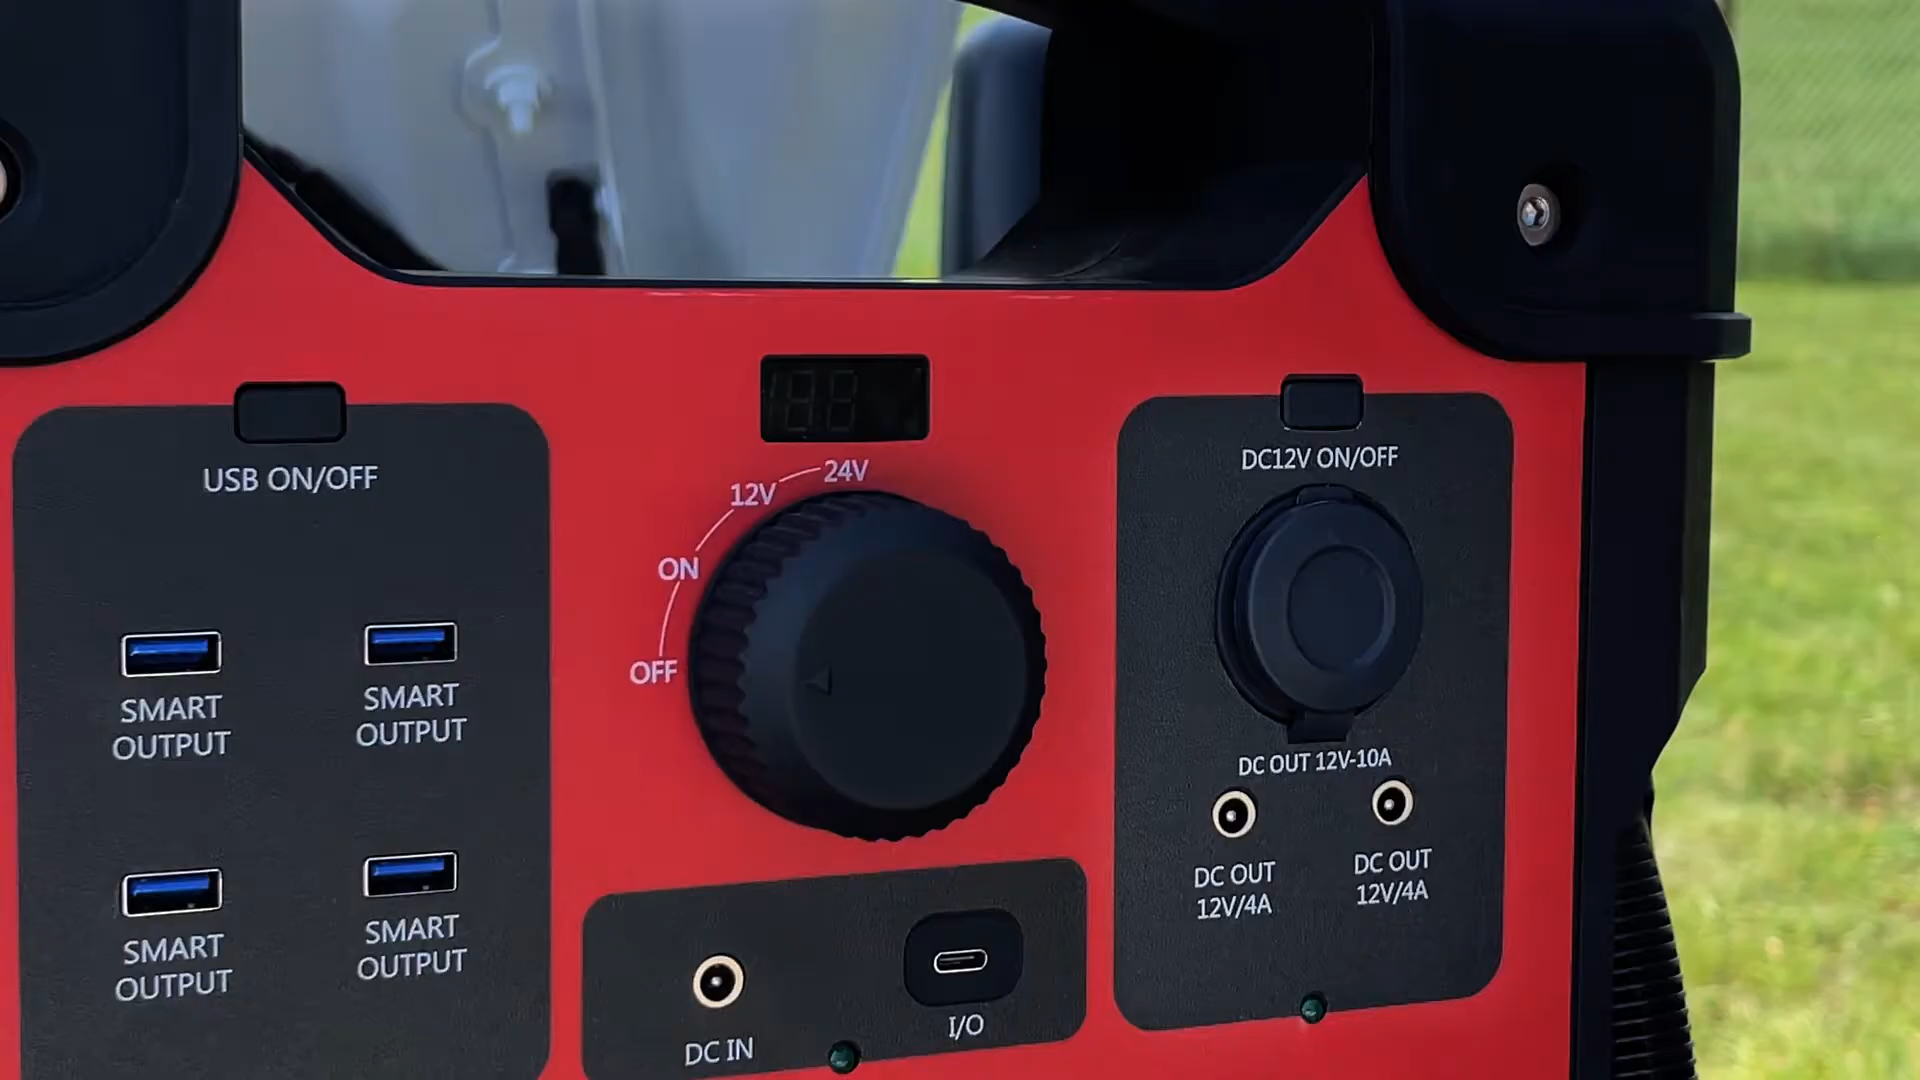 USB ON/OFF
SMART
OUTPUT
SMART
OUTPUT
SMART
OUTPUT
SMART
OUTPUT
24V
12V
ON
OFF
DC IN
I/O
DC12V ON/OFF
DC OUT 12V-10A
DC OUT
12V/4A
DC OUT
12V/4A